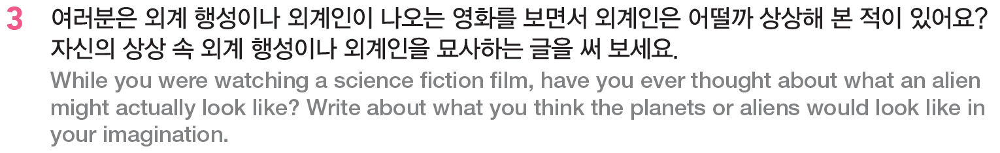 3 여러분은 외계 행성이나 외계인이 나오는 영화를 보면서 외계인은 어떨까 상상해 본 적이 있어요?
자신의 상상 속 외계 행성이나 외계인을 묘사하는 글을 써 보세요.
While you were watching a science fiction film, have you ever thought about what an alien
might actually look like? Write about what you think the planets or aliens would look like in
your imagination.